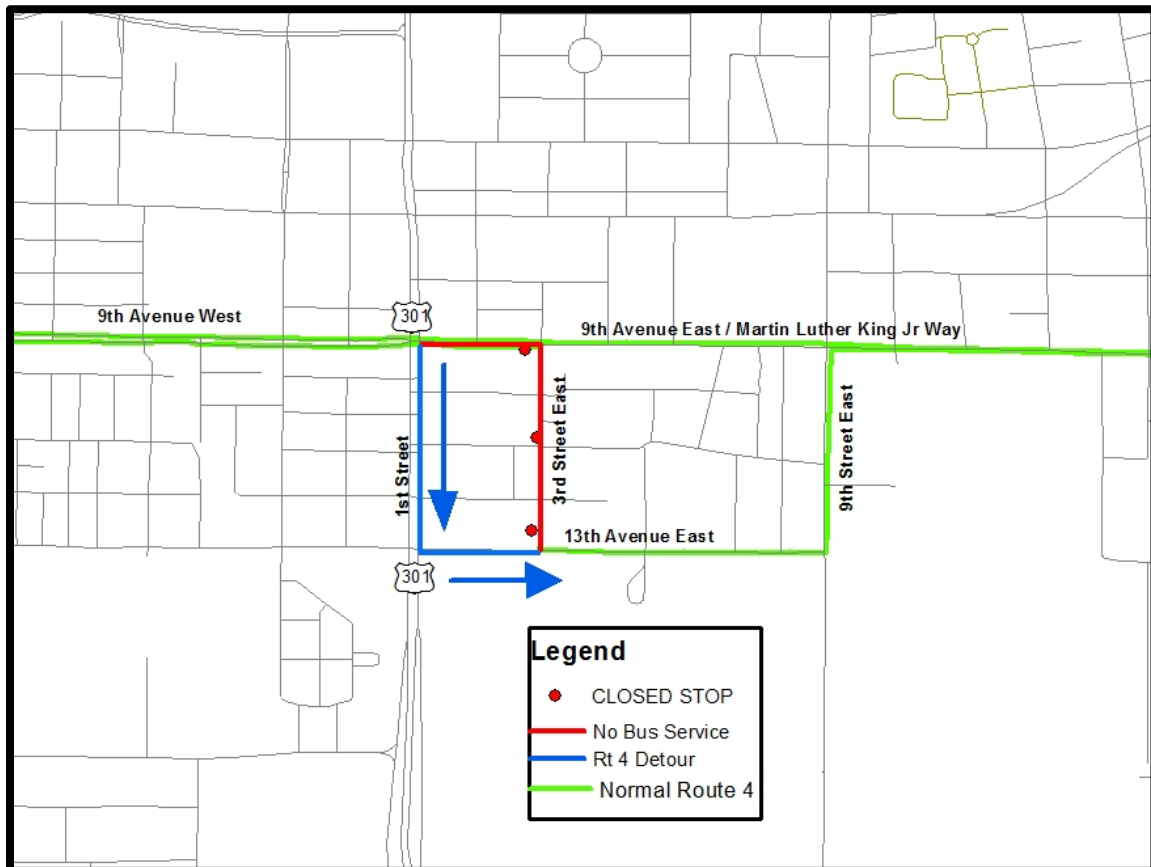 9th Avenue West
301
9th Avenue East / Martin Luther King Jr Way
1st Street
3rd Street East
9th Street East
13th Avenue East
301
Legend
CLOSED STOP
No Bus Service
Rt 4 Detour
Normal Route 4